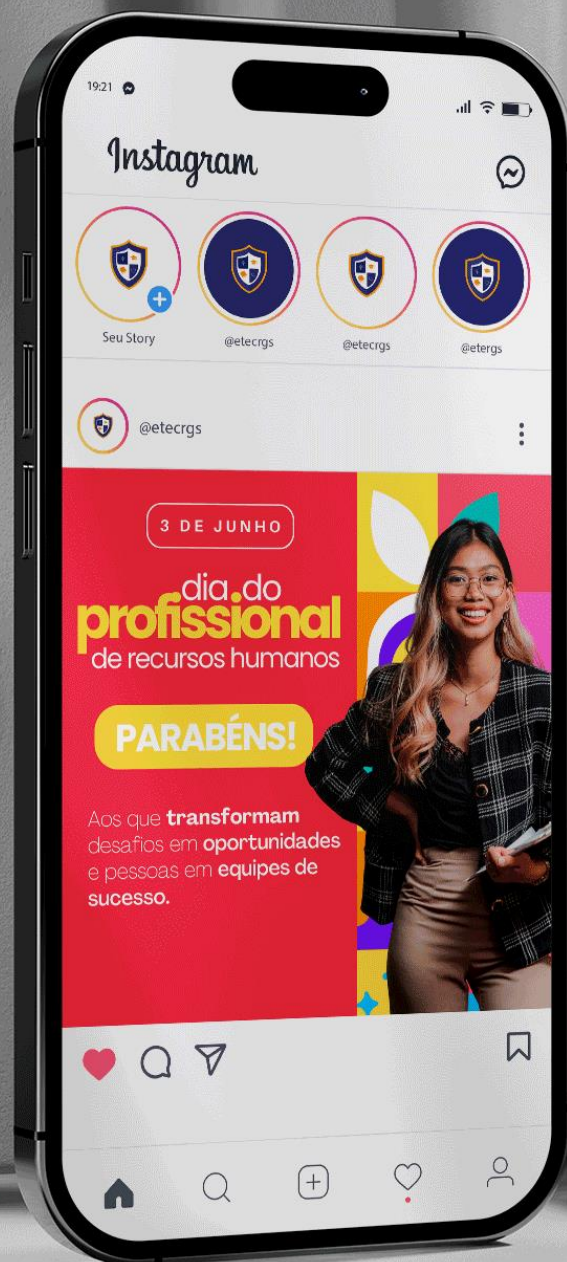 19:21
Instagram
Seu Story
@etecrgs
@etecrgs
@etergs
@etecrgs
3 DE JUNHO
dia do
profissional
de recursos humanos
PARABÉNS!
Aos que transformam
desafios em oportunidades
e pessoas em equipes de
sucesso.